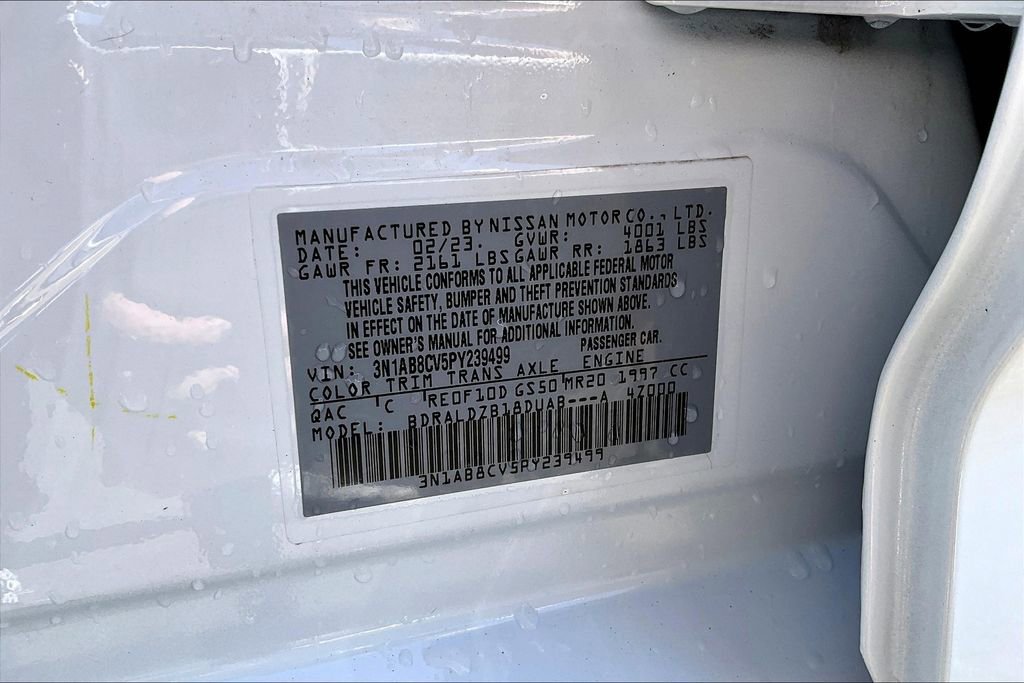 MANUFACTURED BY NISSAN MOTOR CO., LTD.
DATE: 02/23. GVWR: 4001 LBS
GAWR FR: 2161 LBS GAWR RR: 1863 LBS
THIS VEHICLE CONFORMS TO ALL APPLICABLE FEDERAL MOTOR
VEHICLE SAFETY, BUMPER AND THEFT PREVENTION STANDARDS
IN EFFECT ON THE DATE OF MANUFACTURE SHOWN ABOVE.
SEE OWNER'S MANUAL FOR ADDITIONAL INFORMATION.
VIN: 3N1AB8CV5PY239499 PASSENGER CAR.
COLOR TRIM TRANS AXLE ENGINE
QAC C RE0F10D GS50 MR20 1997 CC
MODEL: BDRALDZB18DUAB---A 4Z000
3N1AB8CV5PY239499